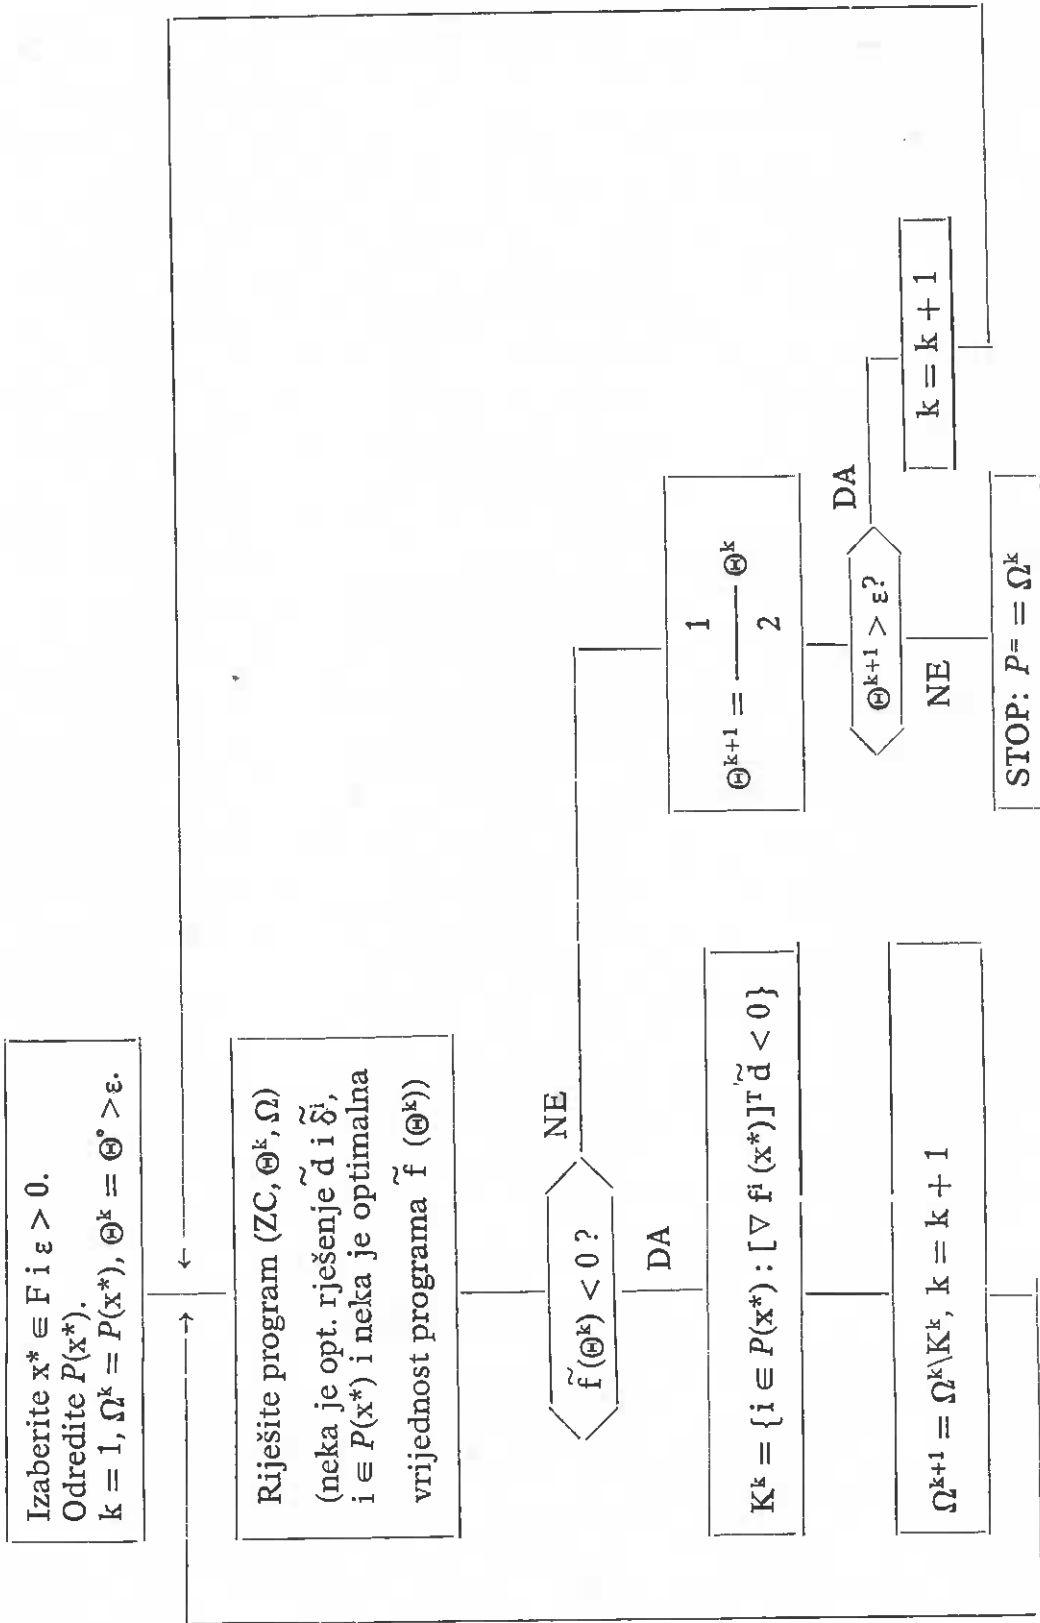 Izaberite x* ∈ F i ε > 0.
Odredite P(x*).
k = 1, Ω^k = P(x*), Θ^k = Θ° > ε.
Riješite program (ZC, Θ^k, Ω)
(neka je opt. rješenje d̃ i δ̃^i,
i ∈ P(x*) i neka je optimalna
vrijednost programa f̃ (Θ^k))
f̃(Θ^k) < 0 ?
NE
DA
K^k = {i ∈ P(x*) : [∇ f^i (x*)]^T d̃ < 0}
Ω^{k+1} = Ω^k\K^k, k = k + 1
Θ^{k+1} = 1/2 Θ^k
Θ^{k+1} > ε?
DA
NE
k = k + 1
STOP: P^= = Ω^k